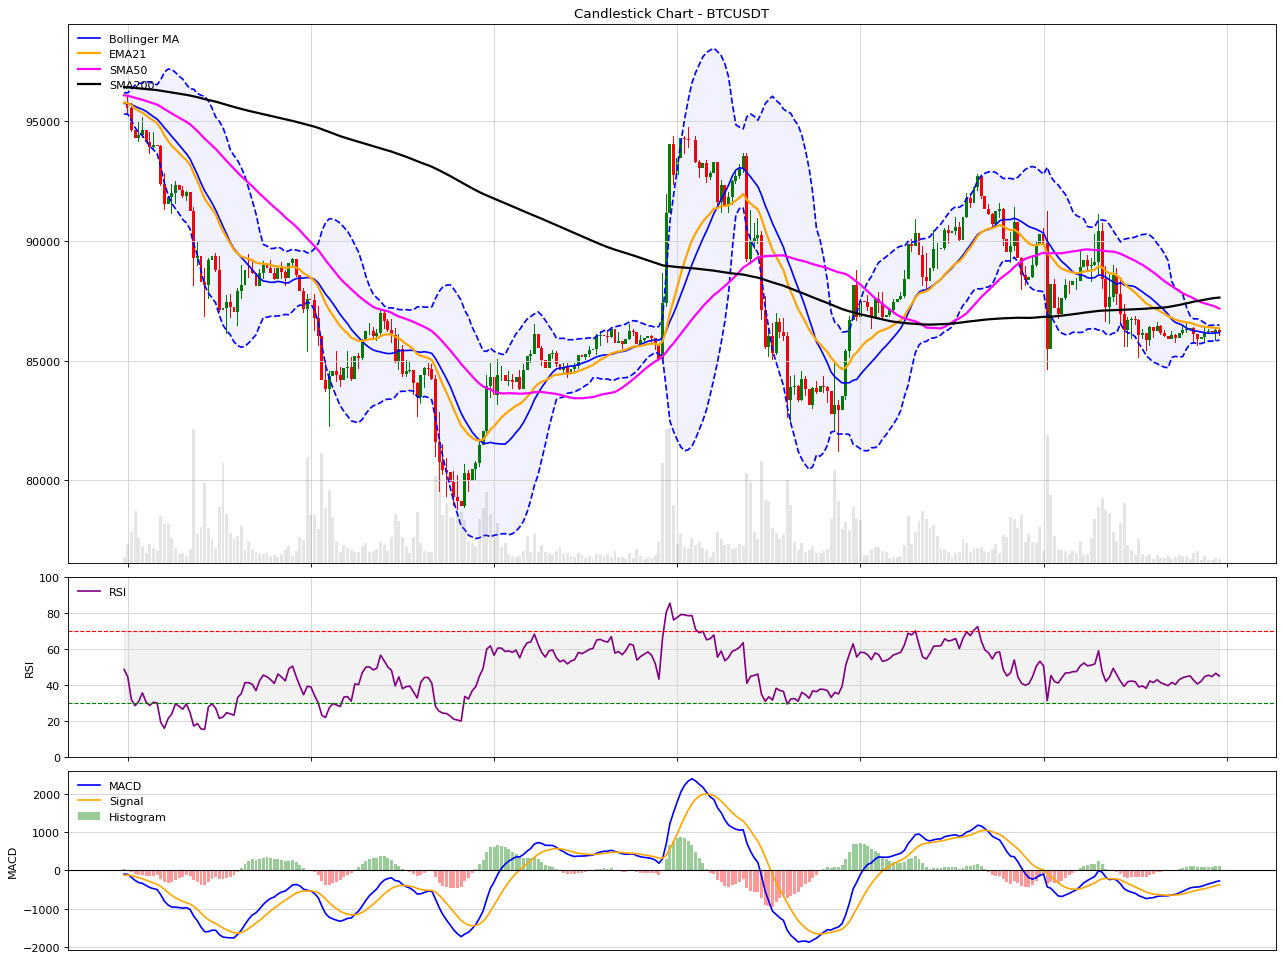 Candlestick Chart - BTCUSDT
Bollinger MA
EMA21
SMA50
SMA200
95000
90000
85000
80000
RSI
100
80
60
40
20
0
RSI
MACD
Signal
Histogram
2000
1000
0
−1000
−2000
MACD